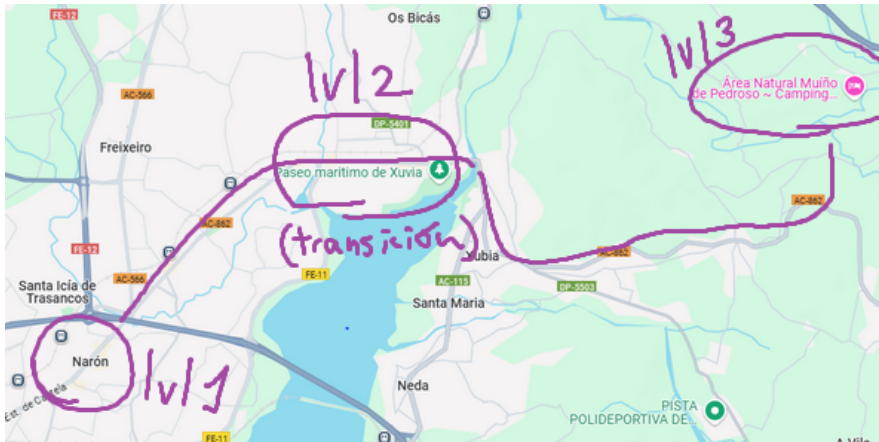 Os Bicás
FE-12
lvl 3
Área Natural Muíño
de Pedroso ~ Camping...
lvl 2
AC-566
DP-5401
Freixeiro
Paseo marítimo de Xuvia
AC-862
AC-862
(transición)
FE-12
Xubia
AC-862
FE-11
AC-566
AC-115
DP-5503
Santa Icía de
Trasancos
Santa Maria
Narón
lvl 1
Neda
Est. de Castela
PISTA
POLIDEPORTIVA DE...
FE-11
A Vila